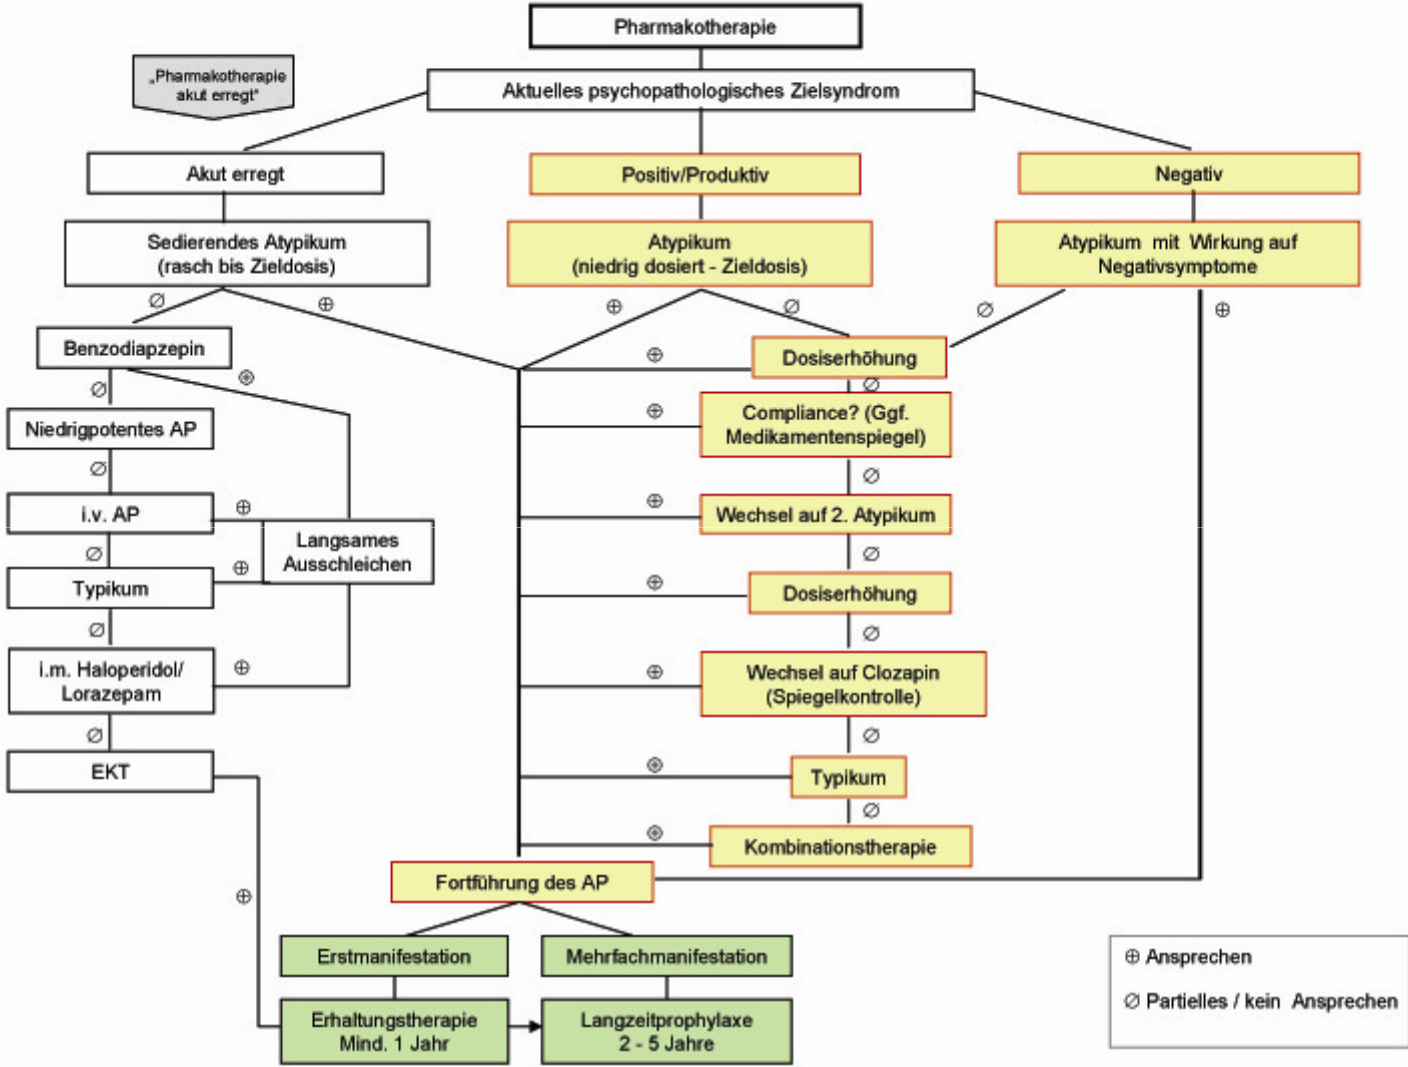 Pharmakotherapie
„Pharmakotherapie
akut erregt“
Aktuelles psychopathologisches Zielsyndrom
Akut erregt
Positiv/Produktiv
Negativ
Sedierendes Atypikum
(rasch bis Zieldosis)
Atypikum
(niedrig dosiert - Zieldosis)
Atypikum mit Wirkung auf
Negativsymptome
∅
⊕
⊕
∅
∅
⊕
Benzodiapzepin
⊕
Dosiserhöhung
∅
⊕
∅
Niedrigpotentes AP
⊕
Compliance? (Ggf.
Medikamentenspiegel)
∅
∅
i.v. AP
⊕
⊕
Wechsel auf 2. Atypikum
Langsames
Ausschleichen
∅
∅
Typikum
⊕
⊕
Dosiserhöhung
∅
∅
i.m. Haloperidol/
Lorazepam
⊕
⊕
Wechsel auf Clozapin
(Spiegelkontrolle)
∅
∅
EKT
⊕
Typikum
∅
⊕
Kombinationstherapie
Fortführung des AP
⊕
Erstmanifestation
Mehrfachmanifestation
Erhaltungstherapie
Mind. 1 Jahr
Langzeitprophylaxe
2 - 5 Jahre
⊕ Ansprechen
∅ Partielles / kein Ansprechen